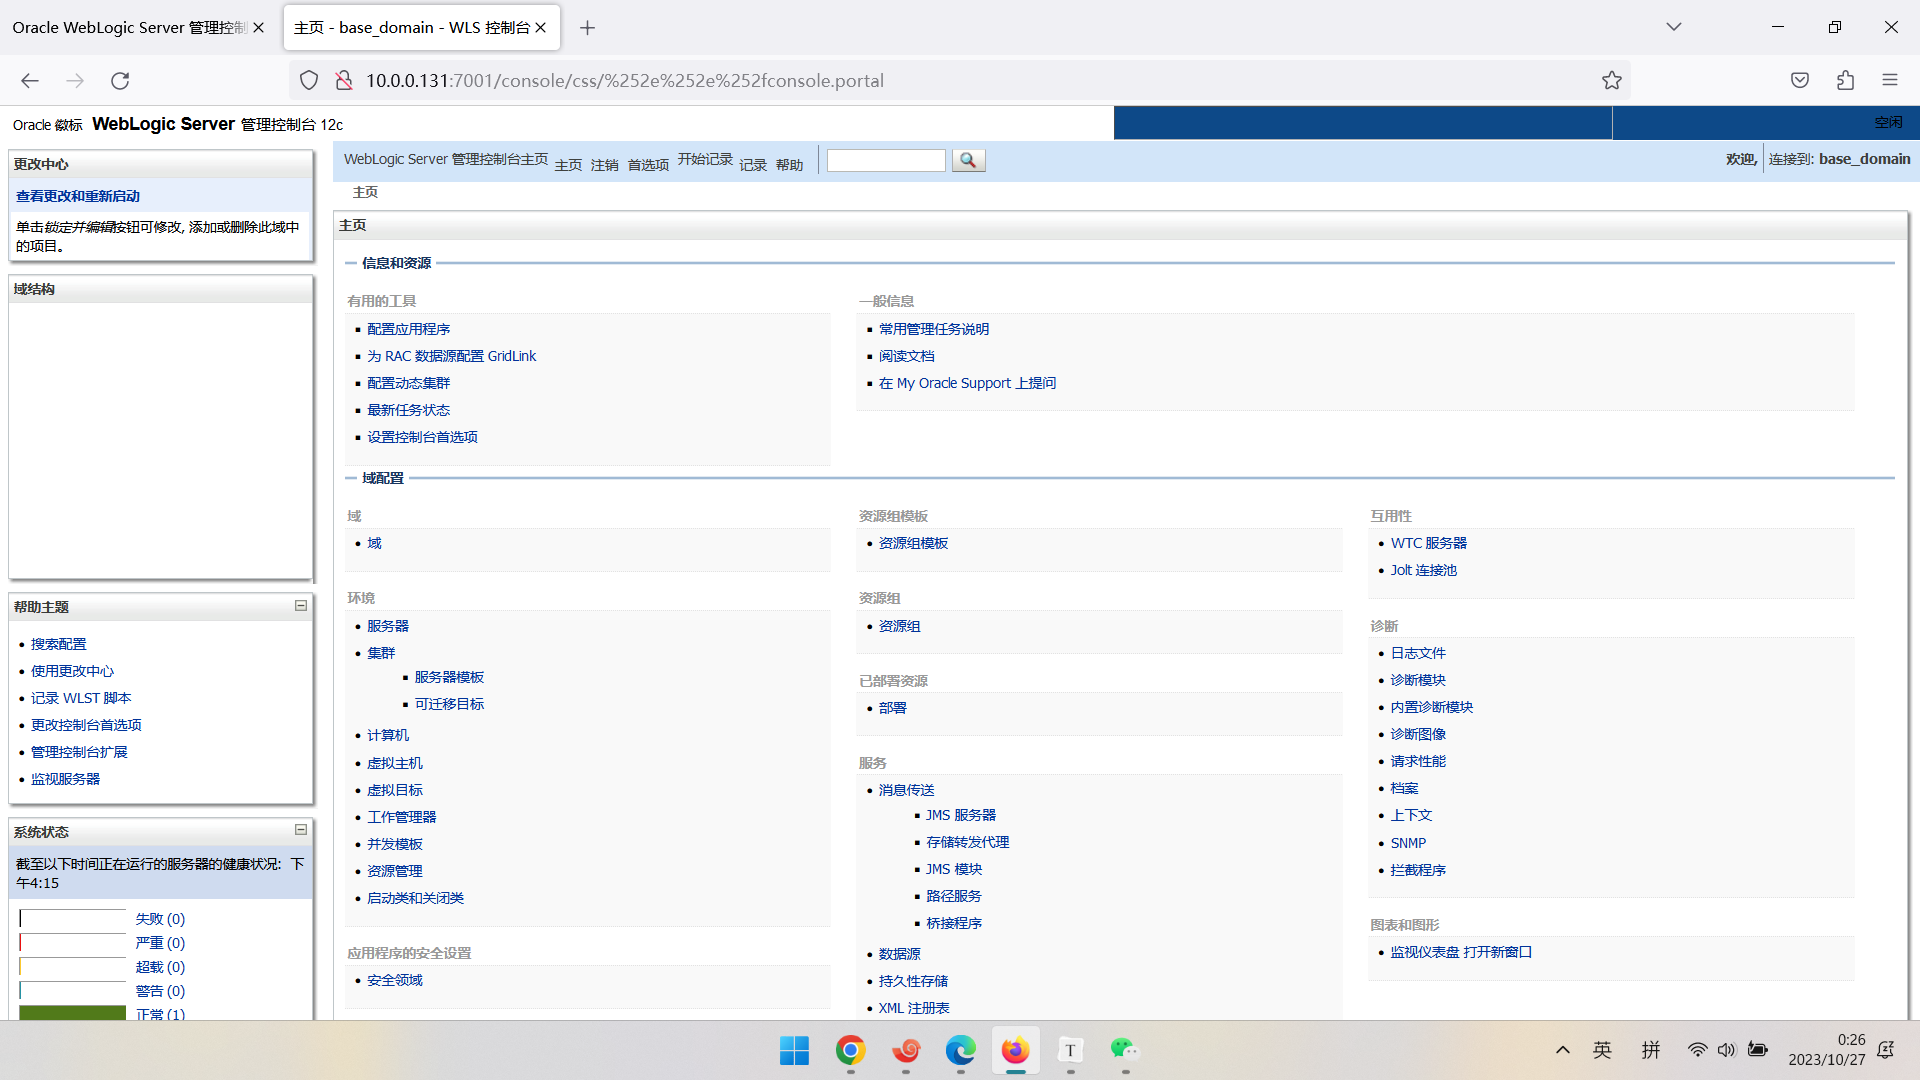 Oracle WebLogic Server 管理控制
主页 - base_domain - WLS 控制台
10.0.0.131:7001/console/css/%252e%252e%252fconsole.portal
Oracle 徽标 WebLogic Server 管理控制台 12c
空闲
更改中心
查看更改和重新启动
单击锁定并编辑按钮可修改, 添加或删除此域中
的项目。
域结构
帮助主题
搜索配置
使用更改中心
记录 WLST 脚本
更改控制台首选项
管理控制台扩展
监视服务器
系统状态
截至以下时间正在运行的服务器的健康状况: 下
午4:15
失败 (0)
严重 (0)
超载 (0)
警告 (0)
正常 (1)
WebLogic Server 管理控制台主页 主页 注销 首选项 开始记录 记录 帮助
欢迎, 连接到: base_domain
主页
主页
信息和资源
有用的工具
配置应用程序
为 RAC 数据源配置 GridLink
配置动态集群
最新任务状态
设置控制台首选项
一般信息
常用管理任务说明
阅读文档
在 My Oracle Support 上提问
域配置
域
域
环境
服务器
集群
服务器模板
可迁移目标
计算机
虚拟主机
虚拟目标
工作管理器
并发模板
资源管理
启动类和关闭类
应用程序的安全设置
安全领域
资源组模板
资源组模板
资源组
资源组
已部署资源
部署
服务
消息传送
JMS 服务器
存储转发代理
JMS 模块
路径服务
桥接程序
数据源
持久性存储
XML 注册表
互用性
WTC 服务器
Jolt 连接池
诊断
日志文件
诊断模块
内置诊断模块
诊断图像
请求性能
档案
上下文
SNMP
拦截程序
图表和图形
监视仪表盘 打开新窗口
T
英
拼
0:26
2023/10/27